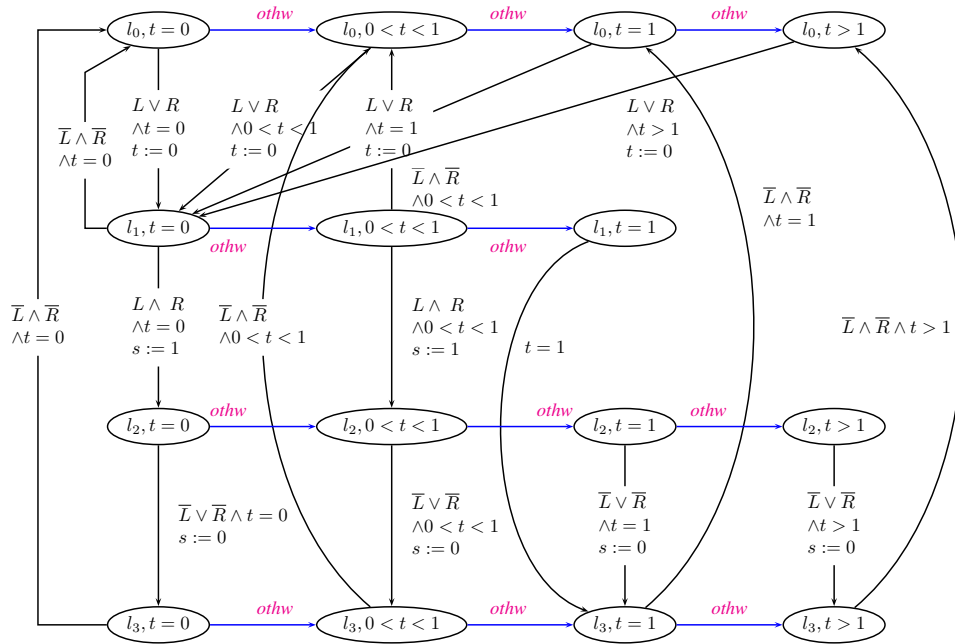 othw
othw
othw
l₀, t = 0
l₀, 0 < t < 1
l₀, t = 1
l₀, t > 1
L ∨ R
∧t = 0
t := 0
L ∨ R
∧0 < t < 1
t := 0
L ∨ R
∧t = 1
t := 0
L ∨ R
∧t > 1
t := 0
L̅ ∧ R̅
∧t = 0
L̅ ∧ R̅
∧0 < t < 1
L̅ ∧ R̅
∧t = 1
l₁, t = 0
l₁, 0 < t < 1
l₁, t = 1
othw
othw
L ∧ R
∧t = 0
s := 1
L̅ ∧ R̅
∧0 < t < 1
L ∧ R
∧0 < t < 1
s := 1
t = 1
L̅ ∧ R̅ ∧ t > 1
L̅ ∧ R̅
∧t = 0
othw
othw
othw
l₂, t = 0
l₂, 0 < t < 1
l₂, t = 1
l₂, t > 1
L̅ ∨ R̅ ∧ t = 0
s := 0
L̅ ∨ R̅
∧0 < t < 1
s := 0
L̅ ∨ R̅
∧t = 1
s := 0
L̅ ∨ R̅
∧t > 1
s := 0
othw
othw
othw
l₃, t = 0
l₃, 0 < t < 1
l₃, t = 1
l₃, t > 1